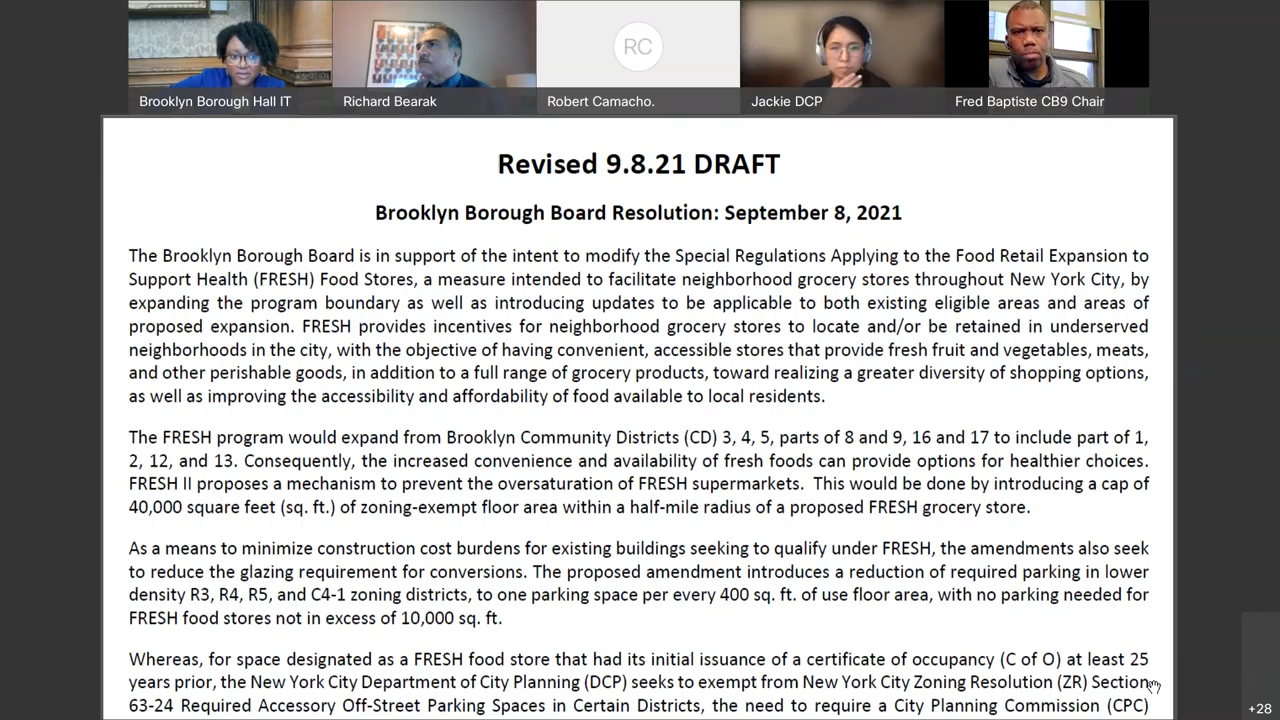 RC
Brooklyn Borough Hall IT
Richard Bearak
Robert Camacho.
Jackie DCP
Fred Baptiste CB9 Chair
Revised 9.8.21 DRAFT
Brooklyn Borough Board Resolution: September 8, 2021
The Brooklyn Borough Board is in support of the intent to modify the Special Regulations Applying to the Food Retail Expansion to
Support Health (FRESH) Food Stores, a measure intended to facilitate neighborhood grocery stores throughout New York City, by
expanding the program boundary as well as introducing updates to be applicable to both existing eligible areas and areas of
proposed expansion. FRESH provides incentives for neighborhood grocery stores to locate and/or be retained in underserved
neighborhoods in the city, with the objective of having convenient, accessible stores that provide fresh fruit and vegetables, meats,
and other perishable goods, in addition to a full range of grocery products, toward realizing a greater diversity of shopping options,
as well as improving the accessibility and affordability of food available to local residents.
The FRESH program would expand from Brooklyn Community Districts (CD) 3, 4, 5, parts of 8 and 9, 16 and 17 to include part of 1,
2, 12, and 13. Consequently, the increased convenience and availability of fresh foods can provide options for healthier choices.
FRESH II proposes a mechanism to prevent the oversaturation of FRESH supermarkets. This would be done by introducing a cap of
40,000 square feet (sq. ft.) of zoning-exempt floor area within a half-mile radius of a proposed FRESH grocery store.
As a means to minimize construction cost burdens for existing buildings seeking to qualify under FRESH, the amendments also seek
to reduce the glazing requirement for conversions. The proposed amendment introduces a reduction of required parking in lower
density R3, R4, R5, and C4-1 zoning districts, to one parking space per every 400 sq. ft. of use floor area, with no parking needed for
FRESH food stores not in excess of 10,000 sq. ft.
Whereas, for space designated as a FRESH food store that had its initial issuance of a certificate of occupancy (C of O) at least 25
years prior, the New York City Department of City Planning (DCP) seeks to exempt from New York City Zoning Resolution (ZR) Section
63-24 Required Accessory Off-Street Parking Spaces in Certain Districts, the need to require a City Planning Commission (CPC)
+28